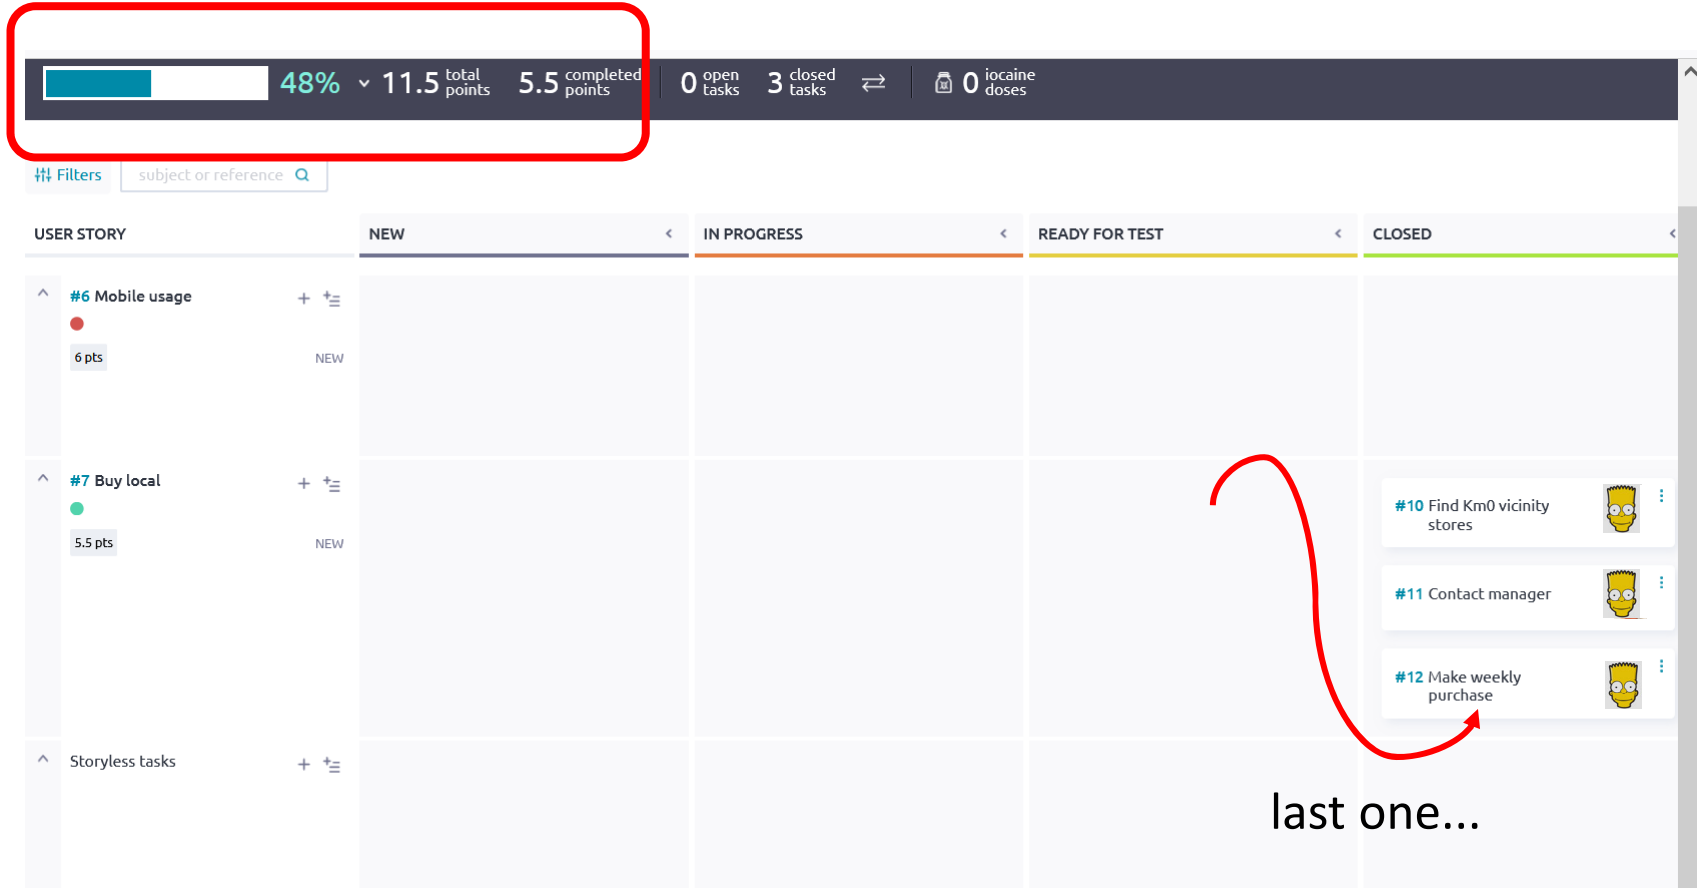 48% 11.5 total points 5.5 completed points 0 open tasks 3 closed tasks 0 iocaine doses
Filters subject or reference
USER STORY NEW IN PROGRESS READY FOR TEST CLOSED
#6 Mobile usage
6 pts NEW
#7 Buy local
5.5 pts NEW
#10 Find Km0 vicinity
stores
#11 Contact manager
#12 Make weekly
purchase
Storyless tasks
last one...